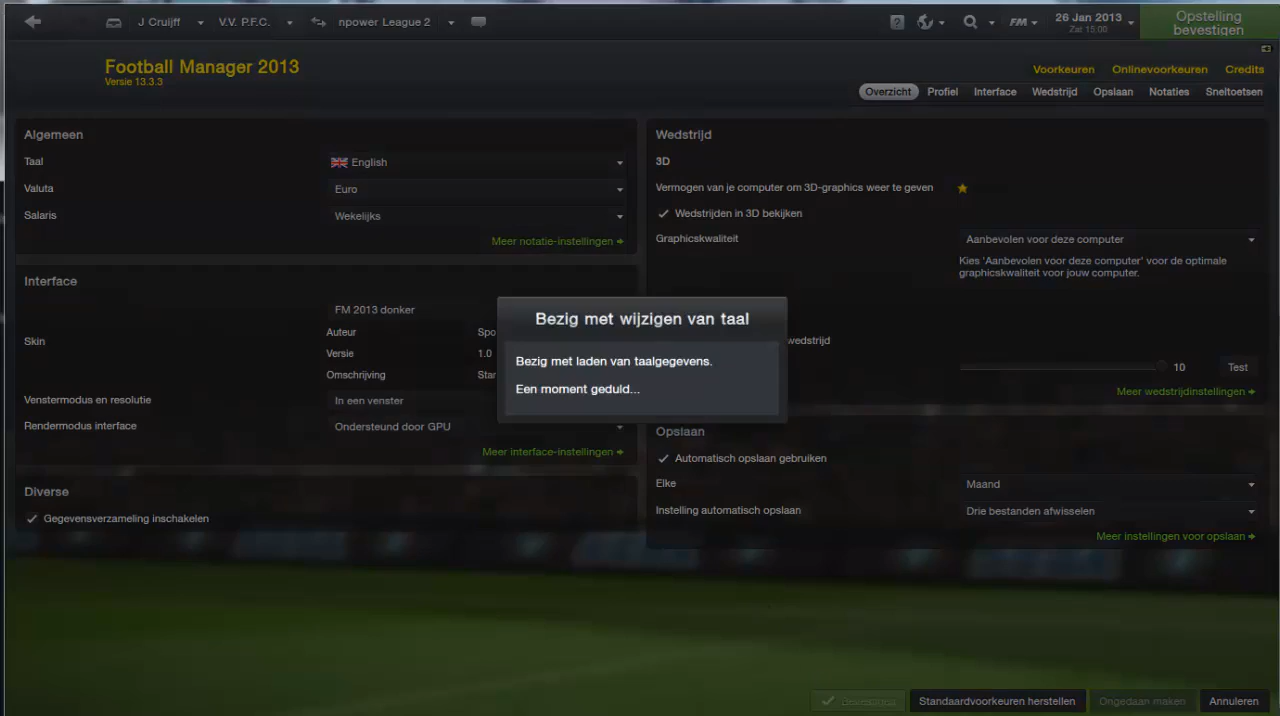 J Cruijff
V.V. P.F.C.
npower League 2
?
FM
26 Jan 2013
Zat 15:00
Opstelling
bevestigen
Football Manager 2013
Versie 13.3.3
Voorkeuren
Onlinevoorkeuren
Credits
Overzicht
Profiel
Interface
Wedstrijd
Opslaan
Notaties
Sneltoetsen
Algemeen
Taal
English
Valuta
Euro
Salaris
Wekelijks
Meer notatie-instellingen
Interface
FM 2013 donker
Skin
Auteur
Spo
Versie
1.0
Omschrijving
Star
Venstermodus en resolutie
In een venster
Rendermodus interface
Ondersteund door GPU
Meer interface-instellingen
Diverse
Gegevensverzameling inschakelen
Bezig met wijzigen van taal
Bezig met laden van taalgegevens.
Een moment geduld...
Wedstrijd
3D
Vermogen van je computer om 3D-graphics weer te geven
Wedstrijden in 3D bekijken
Graphicskwaliteit
Aanbevolen voor deze computer
Kies 'Aanbevolen voor deze computer' voor de optimale
graphicskwaliteit voor jouw computer.
wedstrijd
10
Test
Meer wedstrijdinstellingen
Opslaan
Automatisch opslaan gebruiken
Elke
Maand
Instelling automatisch opslaan
Drie bestanden afwisselen
Meer instellingen voor opslaan
Bevestigen
Standaardvoorkeuren herstellen
Ongedaan maken
Annuleren